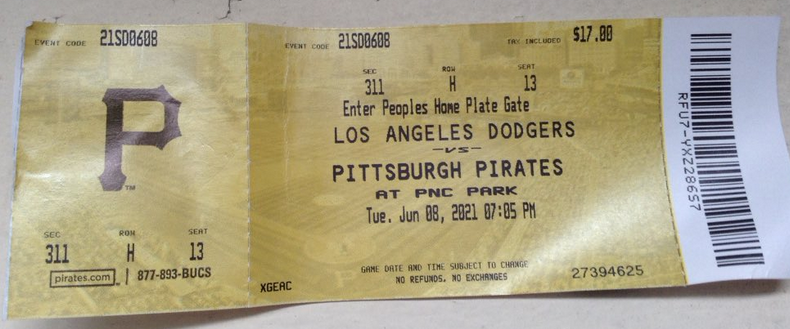 EVENT CODE 21SD0608
P
TM
SEC ROW SEAT
311 H 13
pirates.com TM | 877-893-BUCS
EVENT CODE 21SD0608 TAX INCLUDED $17.00
SEC ROW SEAT
311 H 13
Enter Peoples Home Plate Gate
LOS ANGELES DODGERS
-vs-
PITTSBURGH PIRATES
AT PNC PARK
Tue. Jun 08, 2021 07:05 PM
GAME DATE AND TIME SUBJECT TO CHANGE
NO REFUNDS, NO EXCHANGES
XGEAC
27394625
RFU7-YXZ28657